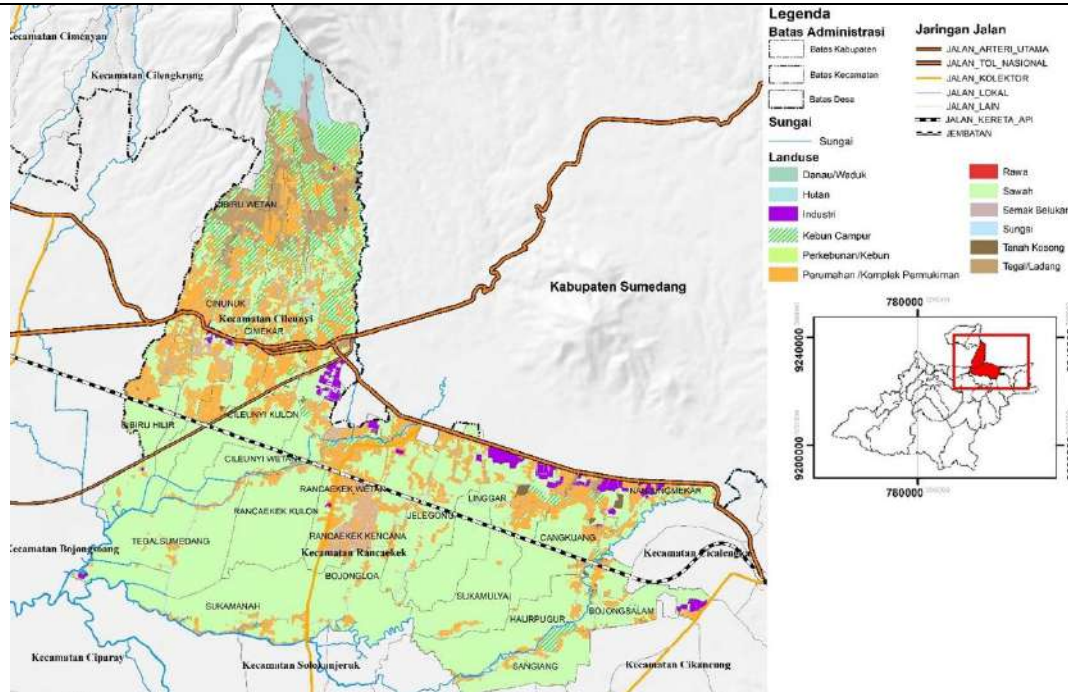 Kecamatan Cimenyan
Kecamatan Cilengkrang
CIBIRU WETAN
CINUNUK
Kecamatan Cileunyi
CIMEKAR
Kabupaten Sumedang
CILEUNYI KULON
CIBIRU HILIR
CILEUNYI WETAN
RANCAEKEK WETAN
LINGGAR
NANJUNGMEKAR
RANCAEKEK KULON
JELEGONG
TEGALSUMEDANG
RANCAEKEK KENCANA
CANGKUANG
Kecamatan Bojongsoang
Kecamatan Rancaekek
Kecamatan Cicalengka
BOJONGLOA
SUKAMULYA
SUKAMANAH
HAURPUGUR
BOJONGSALAM
Kecamatan Ciparay
Kecamatan Solokanjeruk
SANGIANG
Kecamatan Cikancung
Legenda
Batas Administrasi
Batas Kabupaten
Batas Kecamatan
Batas Desa
Sungai
Sungai
Landuse
Danau/Waduk
Hutan
Industri
Kebun Campur
Perkebunan/Kebun
Perumahan /Komplek Permukiman
Jaringan Jalan
JALAN_ARTERI_UTAMA
JALAN_TOL_NASIONAL
JALAN_KOLEKTOR
JALAN_LOKAL
JALAN_LAIN
JALAN_KERETA_API
JEMBATAN
Rawa
Sawah
Semak Belukar
Sungai
Tanah Kosong
Tegal/Ladang
780000
9240000
9200000
780000